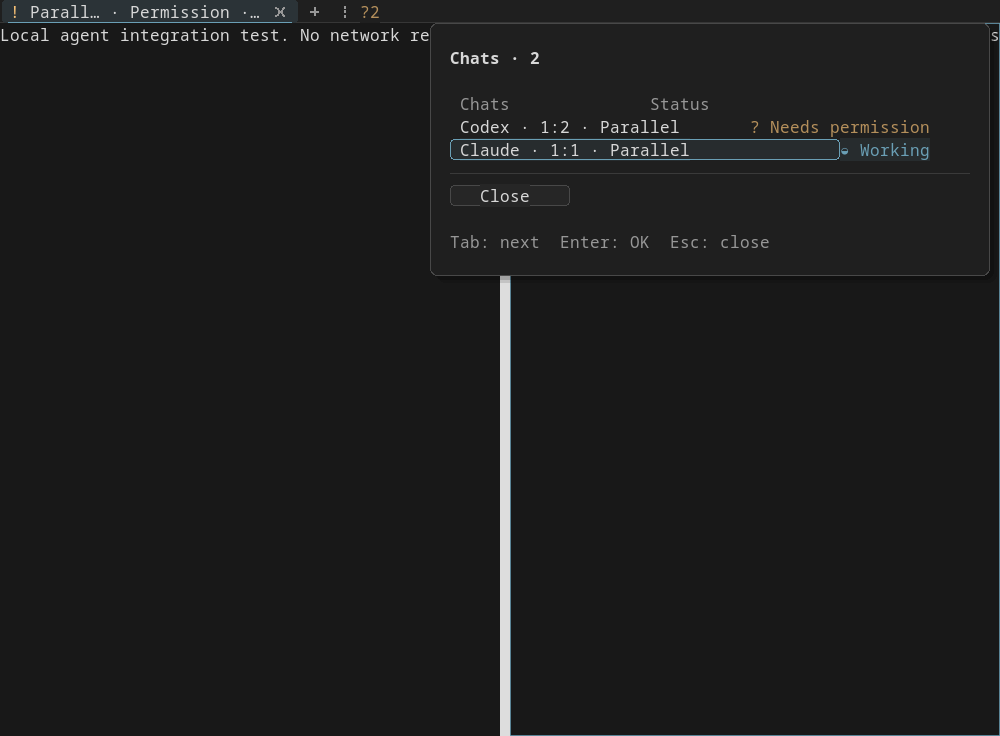 ! Parall… · Permission ·… × + ⁝ ?2
Local agent integration test. No network re
s
Chats · 2
Chats Status
Codex · 1:2 · Parallel ? Needs permission
Claude · 1:1 · Parallel Working
Close
Tab: next Enter: OK Esc: close